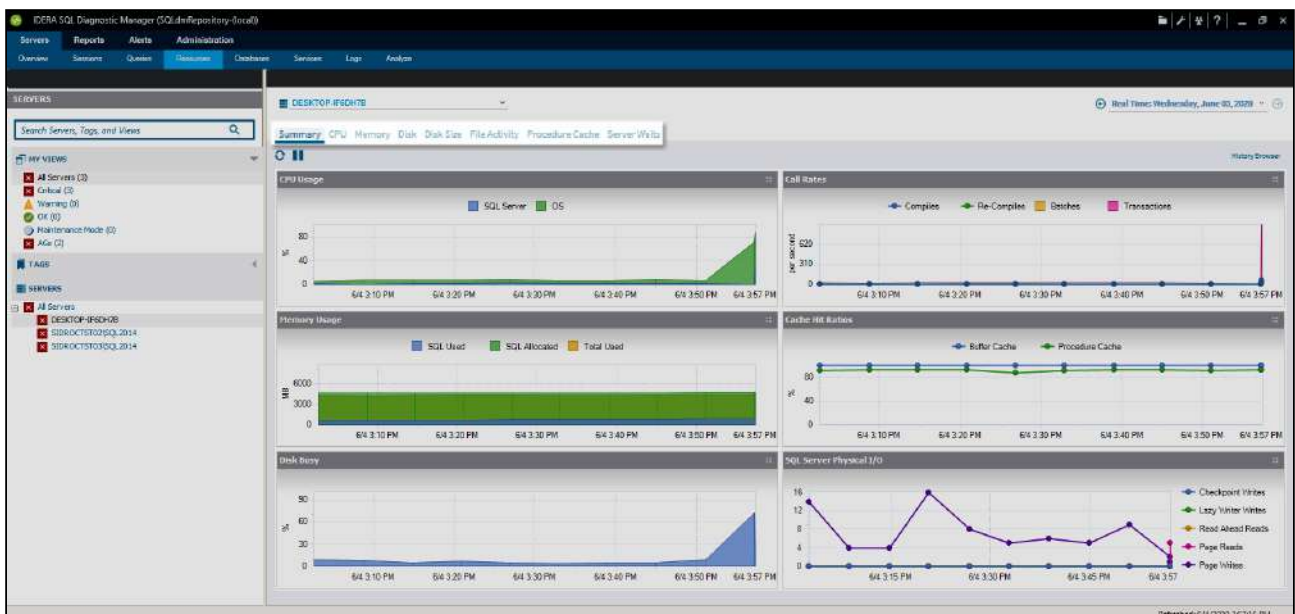 IDERA SQL Diagnostic Manager (SQLdmRepository-(local))
Servers Reports Alerts Administration
Overview Sessions Queries Resources Databases Services Logs Analyze
SERVERS
DESKTOP-IF6DH7B
Real Time: Wednesday, June 03, 2020
Search Servers, Tags, and Views
Summary CPU Memory Disk Disk Size File Activity Procedure Cache Server Waits
MY VIEWS
History Browser
All Servers (3)
Critical (3)
Warning (0)
OK (0)
Maintenance Mode (0)
AGs (2)
TAGS
SERVERS
All Servers
DESKTOP-IF6DH7B
SIDROCTST02\SQL2014
SIDROCTST03\SQL2014
CPU Usage
SQL Server OS
80
%
40
0
6/4 3:10 PM 6/4 3:20 PM 6/4 3:30 PM 6/4 3:40 PM 6/4 3:50 PM 6/4 3:57 PM
Call Rates
Compiles Re-Compiles Batches Transactions
per second
620
310
0
6/4 3:10 PM 6/4 3:20 PM 6/4 3:30 PM 6/4 3:40 PM 6/4 3:50 PM 6/4 3:57 PM
Memory Usage
SQL Used SQL Allocated Total Used
MB
6000
3000
0
6/4 3:10 PM 6/4 3:20 PM 6/4 3:30 PM 6/4 3:40 PM 6/4 3:50 PM 6/4 3:57 PM
Cache Hit Ratios
Buffer Cache Procedure Cache
80
%
40
0
6/4 3:10 PM 6/4 3:20 PM 6/4 3:30 PM 6/4 3:40 PM 6/4 3:50 PM 6/4 3:57 PM
Disk Busy
90
%
60
30
0
6/4 3:10 PM 6/4 3:20 PM 6/4 3:30 PM 6/4 3:40 PM 6/4 3:50 PM 6/4 3:57 PM
SQL Server Physical I/O
16
12
8
4
0
Checkpoint Writes
Lazy Writer Writes
Read Ahead Reads
Page Reads
Page Writes
6/4 3:15 PM 6/4 3:30 PM 6/4 3:45 PM 6/4 3:57